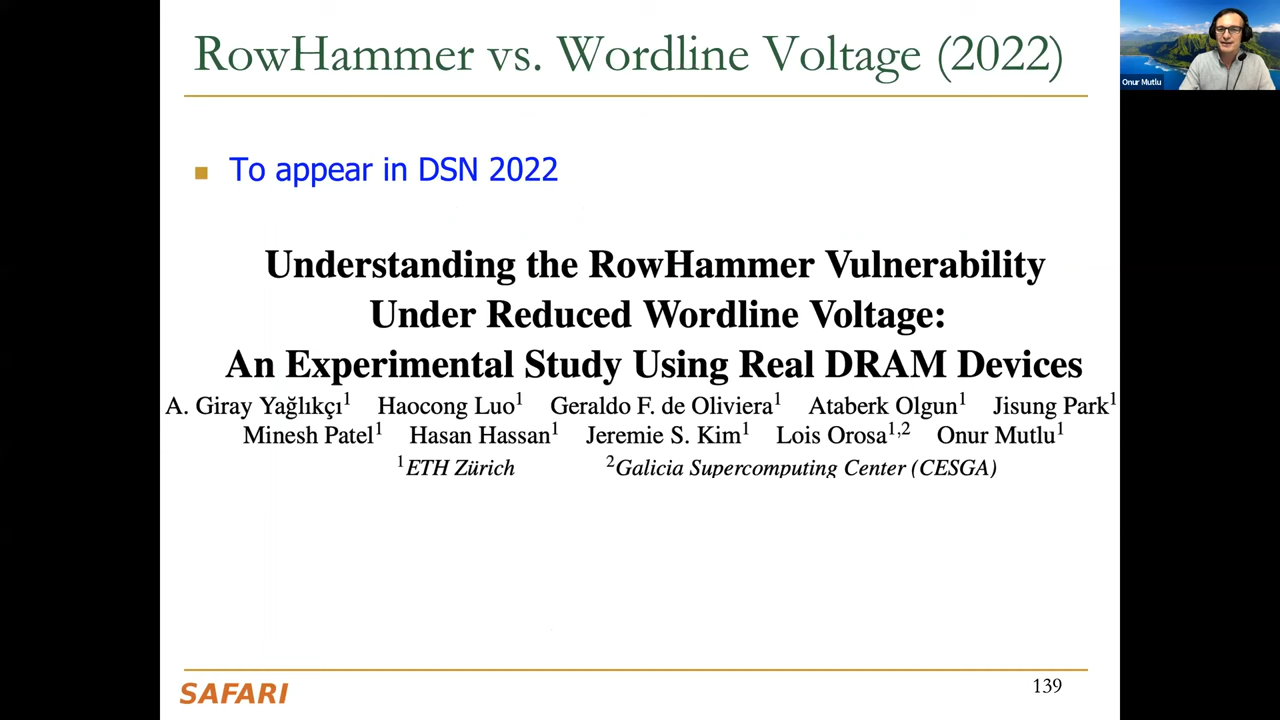 RowHammer vs. Wordline Voltage (2022)
Onur Mutlu
To appear in DSN 2022
Understanding the RowHammer Vulnerability
Under Reduced Wordline Voltage:
An Experimental Study Using Real DRAM Devices
A. Giray Yağlıkçı¹ Haocong Luo¹ Geraldo F. de Oliviera¹ Ataberk Olgun¹ Jisung Park¹
Minesh Patel¹ Hasan Hassan¹ Jeremie S. Kim¹ Lois Orosa¹,² Onur Mutlu¹
¹ETH Zürich ²Galicia Supercomputing Center (CESGA)
SAFARI
139